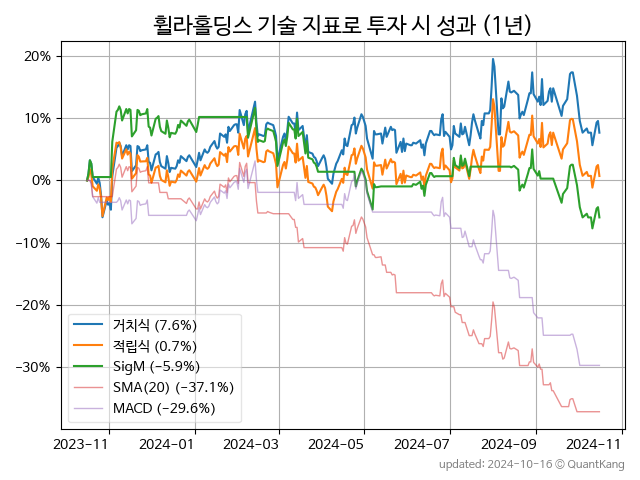 휠라홀딩스 기술 지표로 투자 시 성과 (1년)
20%
10%
0%
−10%
−20%
−30%
거치식 (7.6%)
적립식 (0.7%)
SigM (−5.9%)
SMA(20) (−37.1%)
MACD (−29.6%)
2023−11 2024−01 2024−03 2024−05 2024−07 2024−09 2024−11
updated: 2024-10-16 © QuantKang